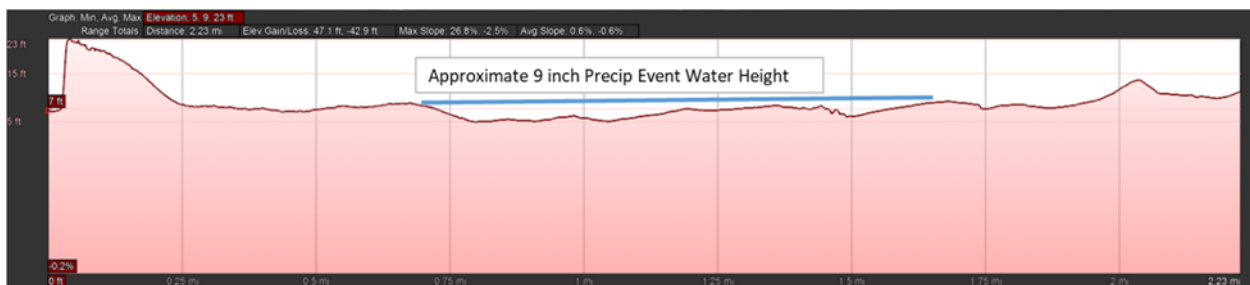 Graph: Min, Avg, Max Elevation: 5, 9, 23 ft
Range Totals: Distance: 2.23 mi Elev Gain/Loss: 47.1 ft, -42.9 ft Max Slope: 26.8%, -2.5% Avg Slope: 0.6%, -0.6%
23 ft
15 ft
Approximate 9 inch Precip Event Water Height
7 ft
5 ft
-0.2%
0 ft 0.25 mi 0.5 mi 0.75 mi 1 mi 1.25 mi 1.5 mi 1.75 mi 2 mi 2.23 mi